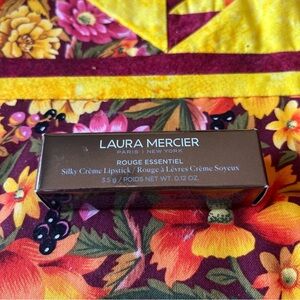 LAURA MERCIER
PARIS | NEW YORK
ROUGE ESSENTIEL
Silky Crème Lipstick / Rouge à Lèvres Crème Soyeux
3.5 g / POIDS NET WT. 0.12 OZ.